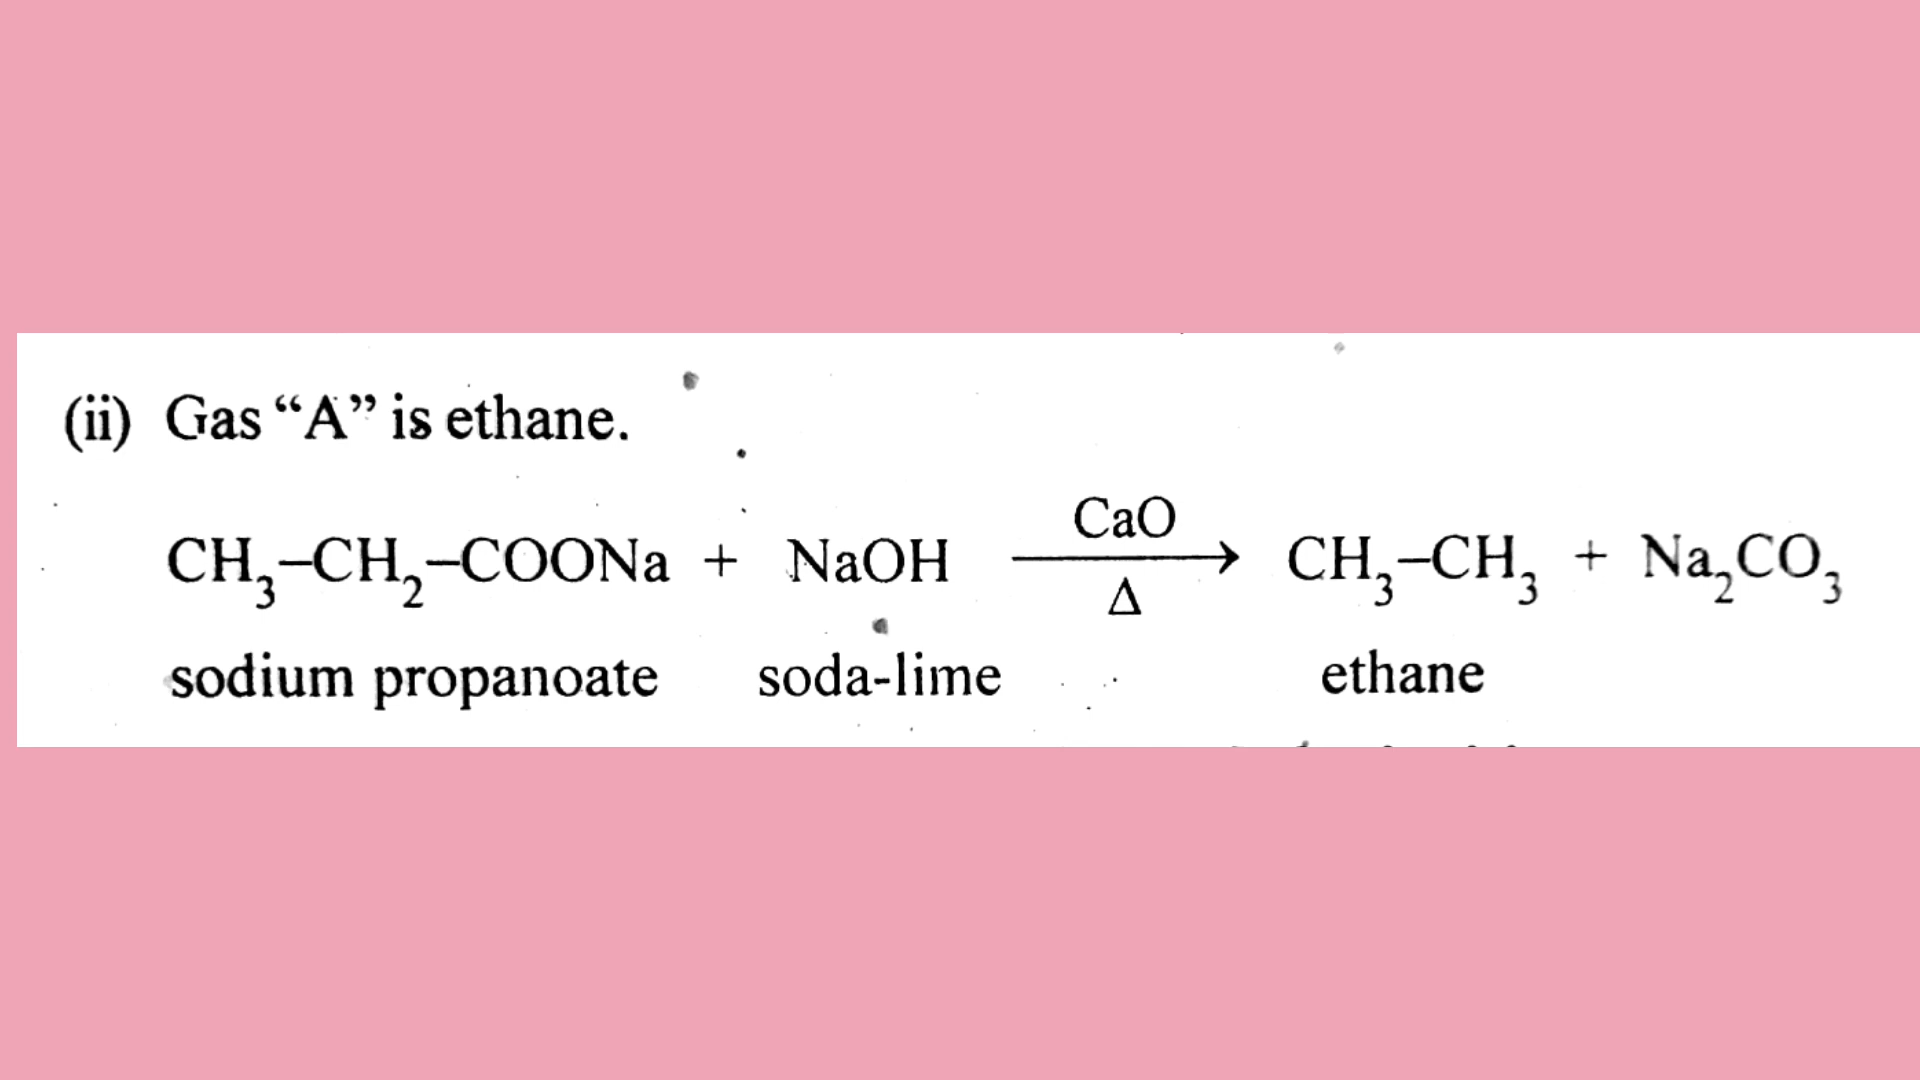 (ii) Gas “A” is ethane.
CaO
CH₃–CH₂–COONa + NaOH ⟶ CH₃–CH₃ + Na₂CO₃
Δ
sodium propanoate soda-lime ethane